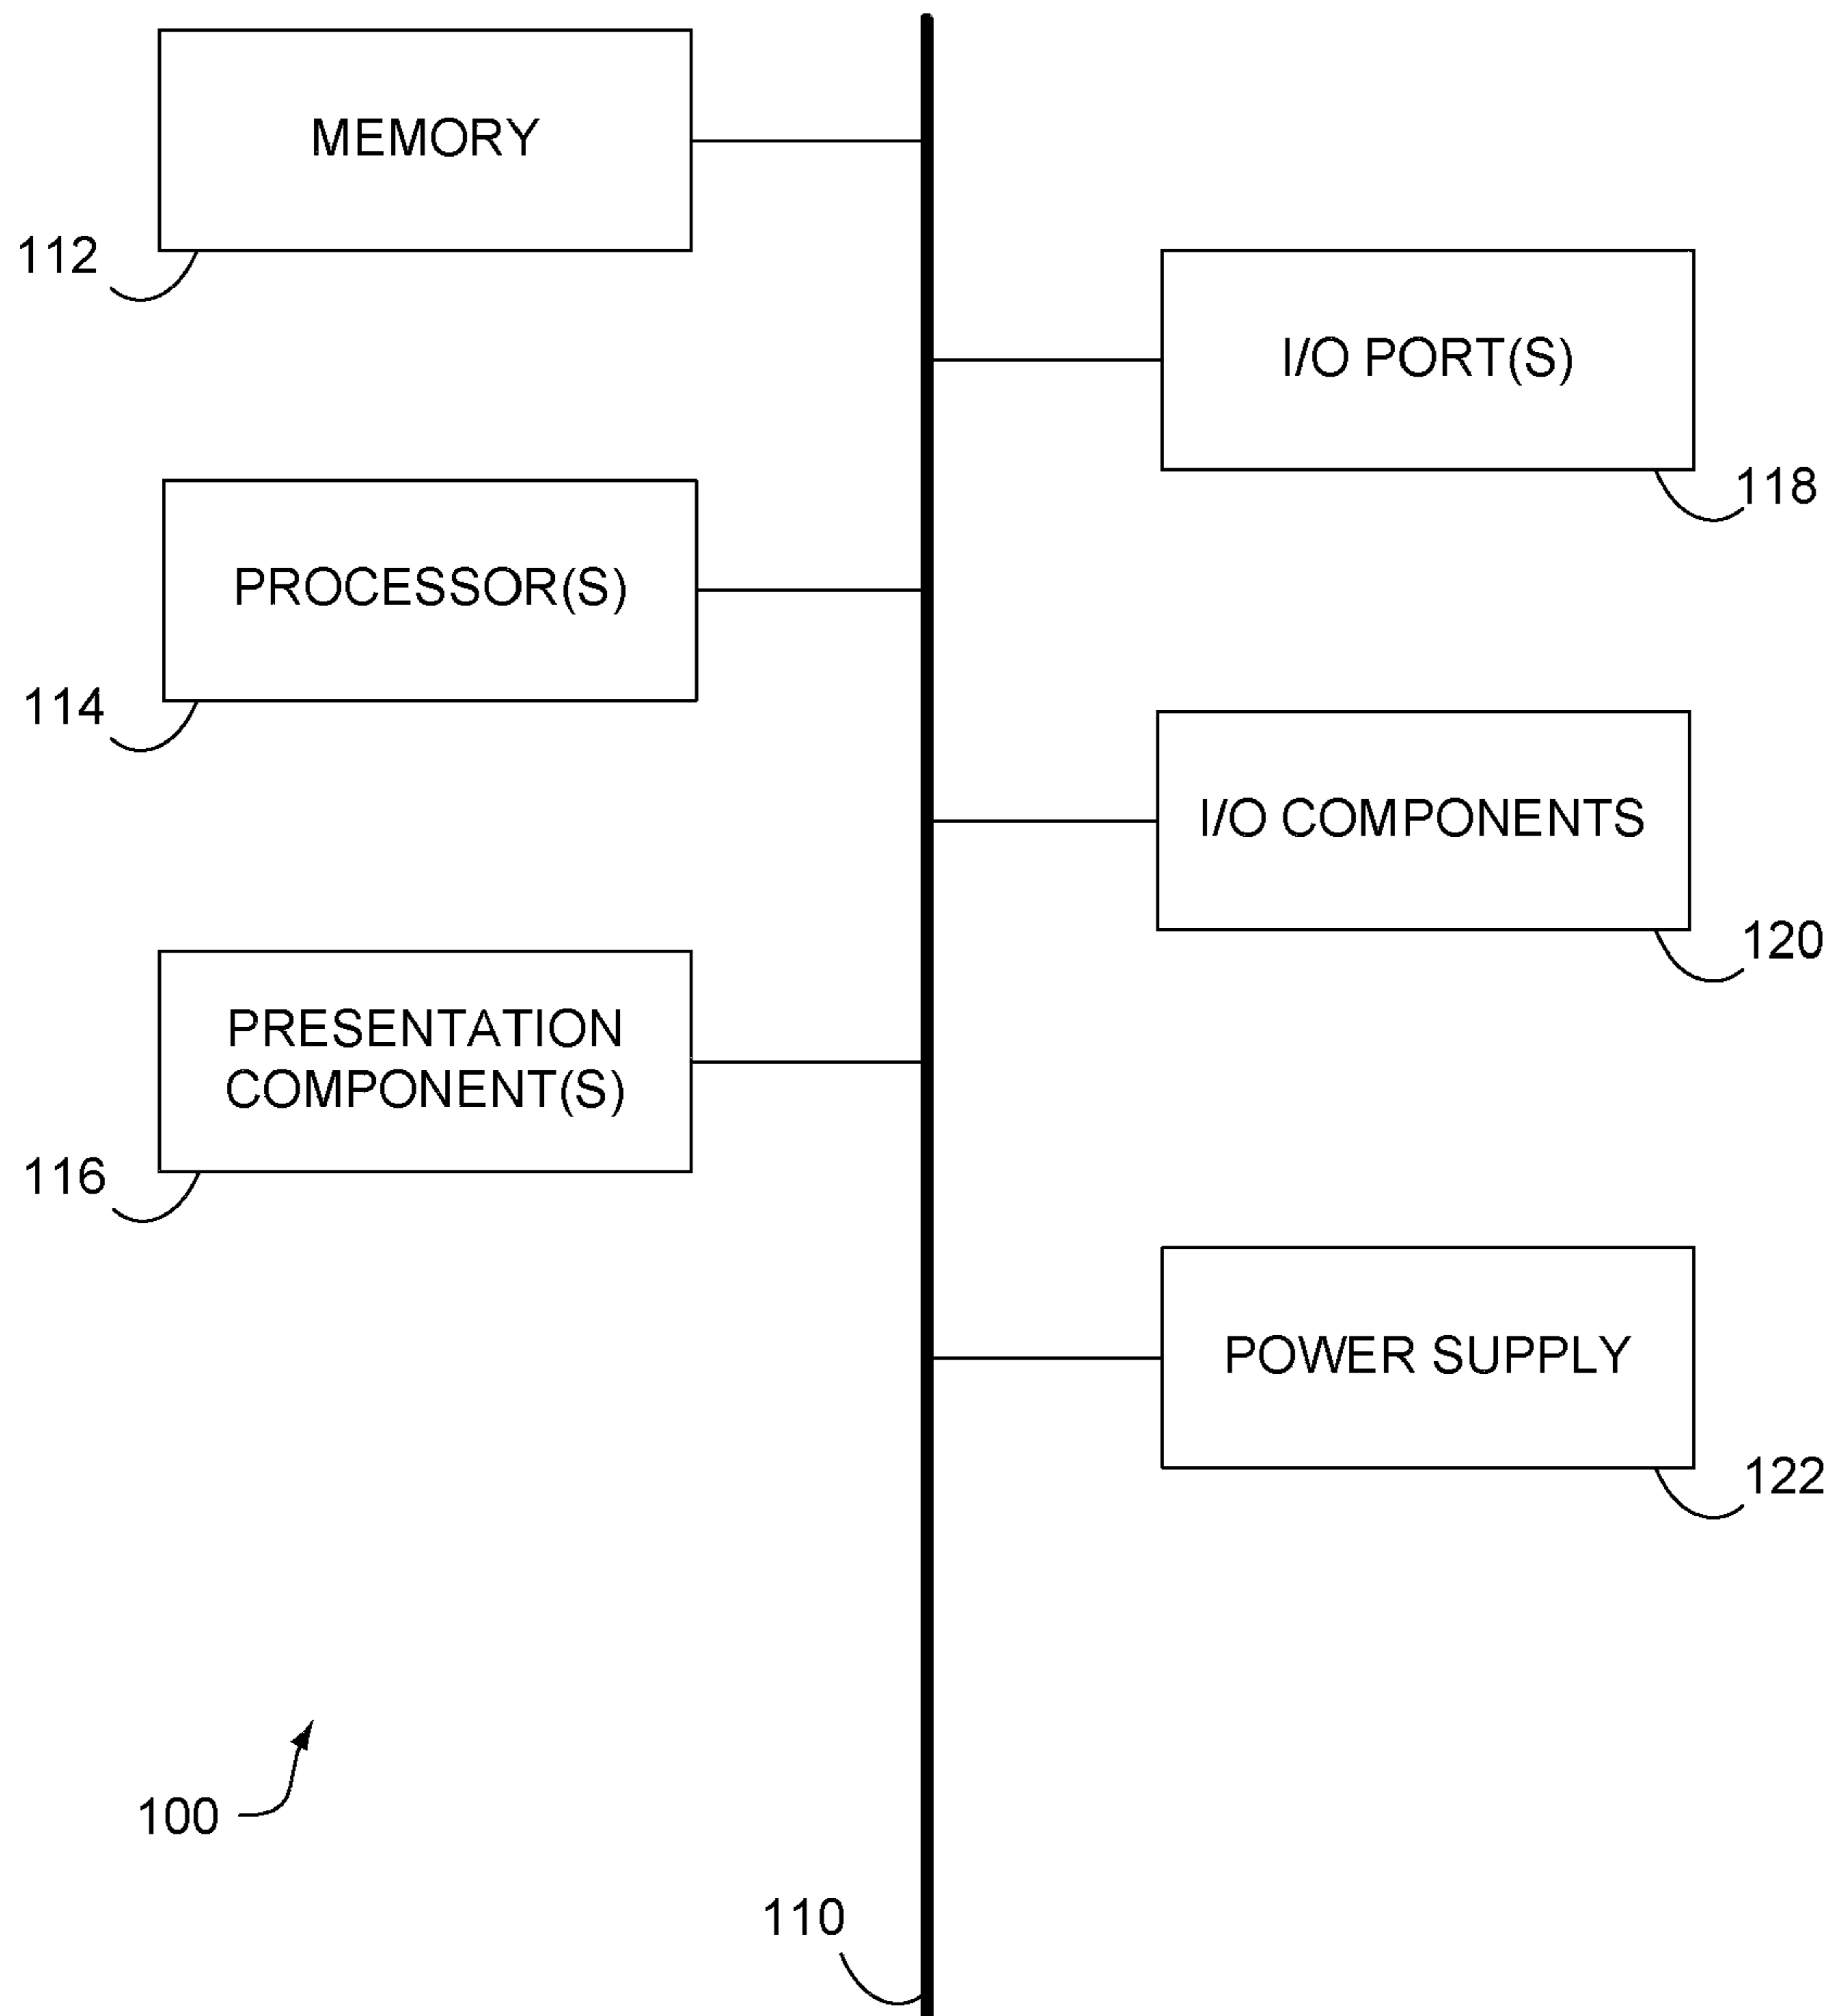 MEMORY
112
I/O PORT(S)
118
PROCESSOR(S)
114
I/O COMPONENTS
120
PRESENTATION
COMPONENT(S)
116
POWER SUPPLY
122
100
110